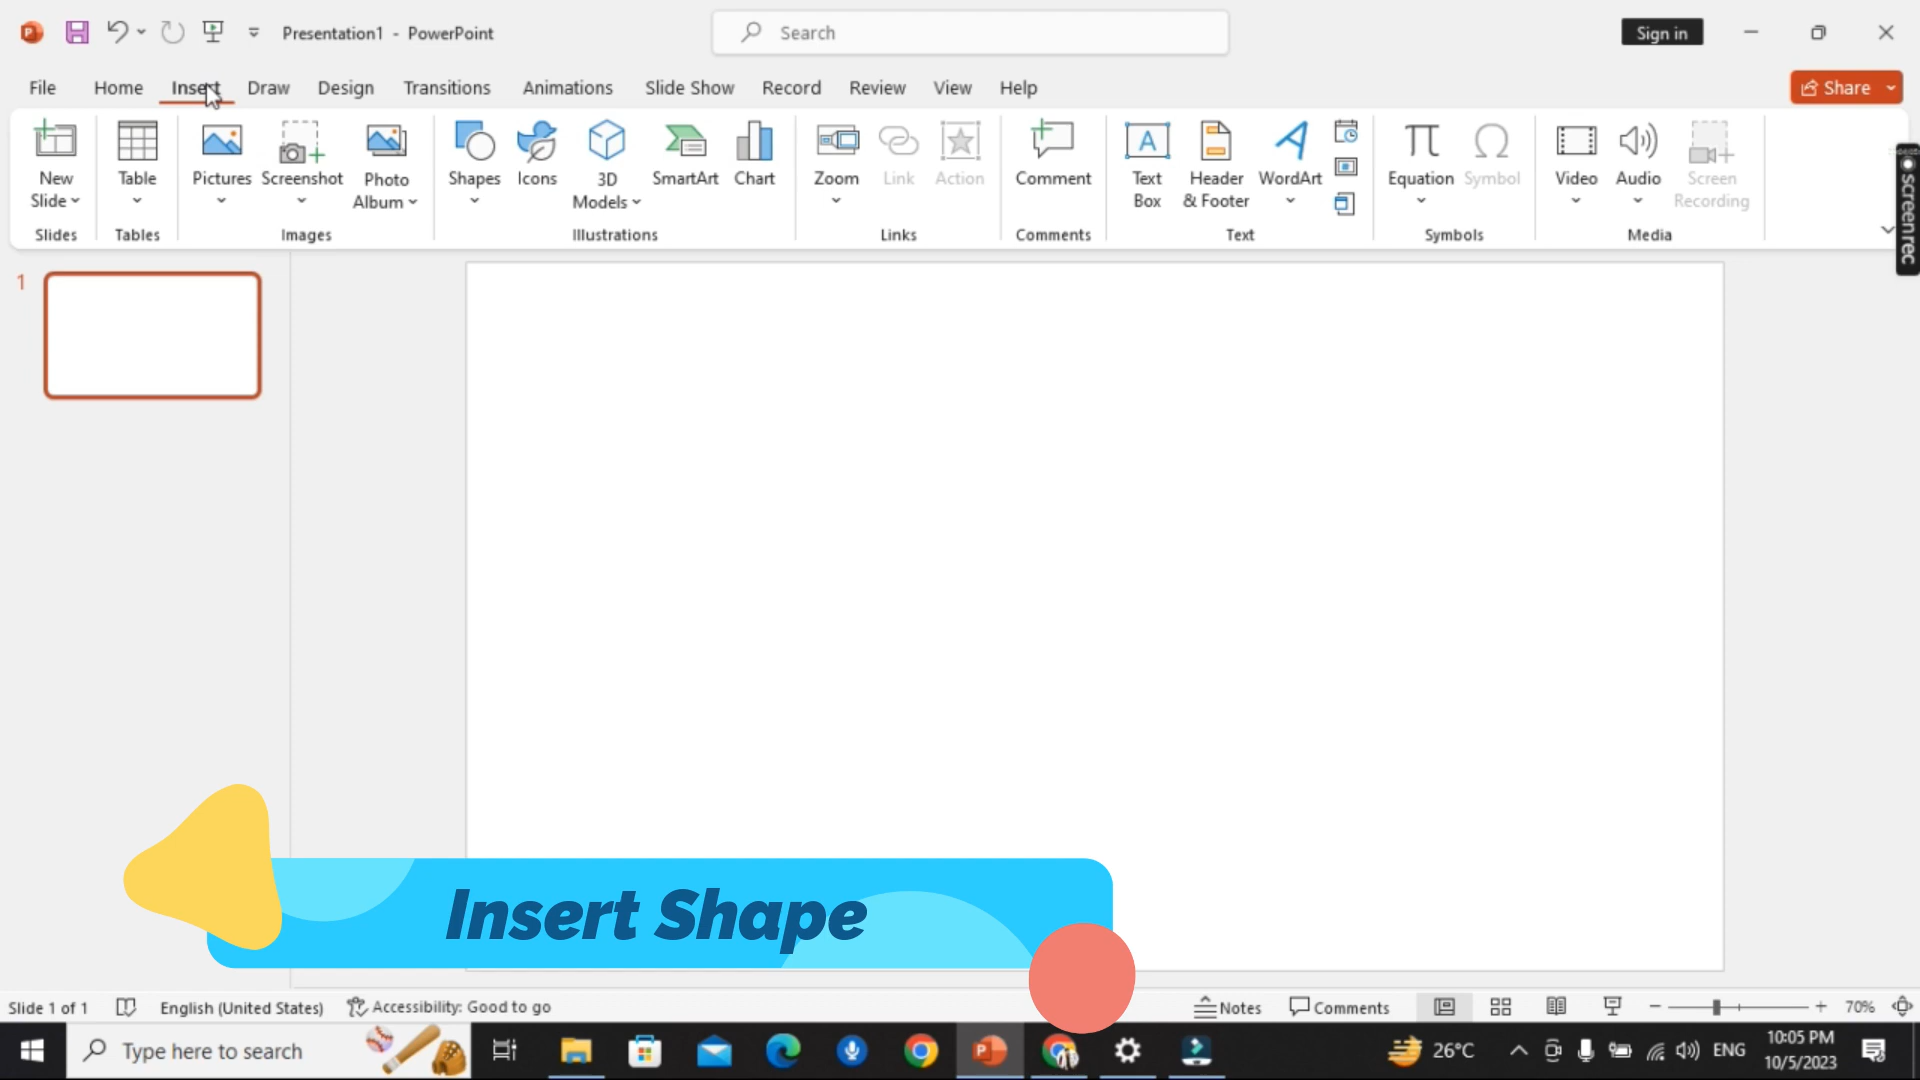 Presentation1 - PowerPoint
Search
Sign in
File Home Insert Draw Design Transitions Animations Slide Show Record Review View Help
Share
New Slide
Table
Pictures
Screenshot
Photo Album
Shapes
Icons
3D Models
SmartArt
Chart
Zoom
Link
Action
Comment
Text Box
Header & Footer
WordArt
Equation
Symbol
Video
Audio
Screen Recording
Slides Tables Images Illustrations Links Comments Text Symbols Media
screenrec
1
Insert Shape
Slide 1 of 1 English (United States) Accessibility: Good to go Notes Comments 70%
Type here to search
26°C ENG
10:05 PM
10/5/2023